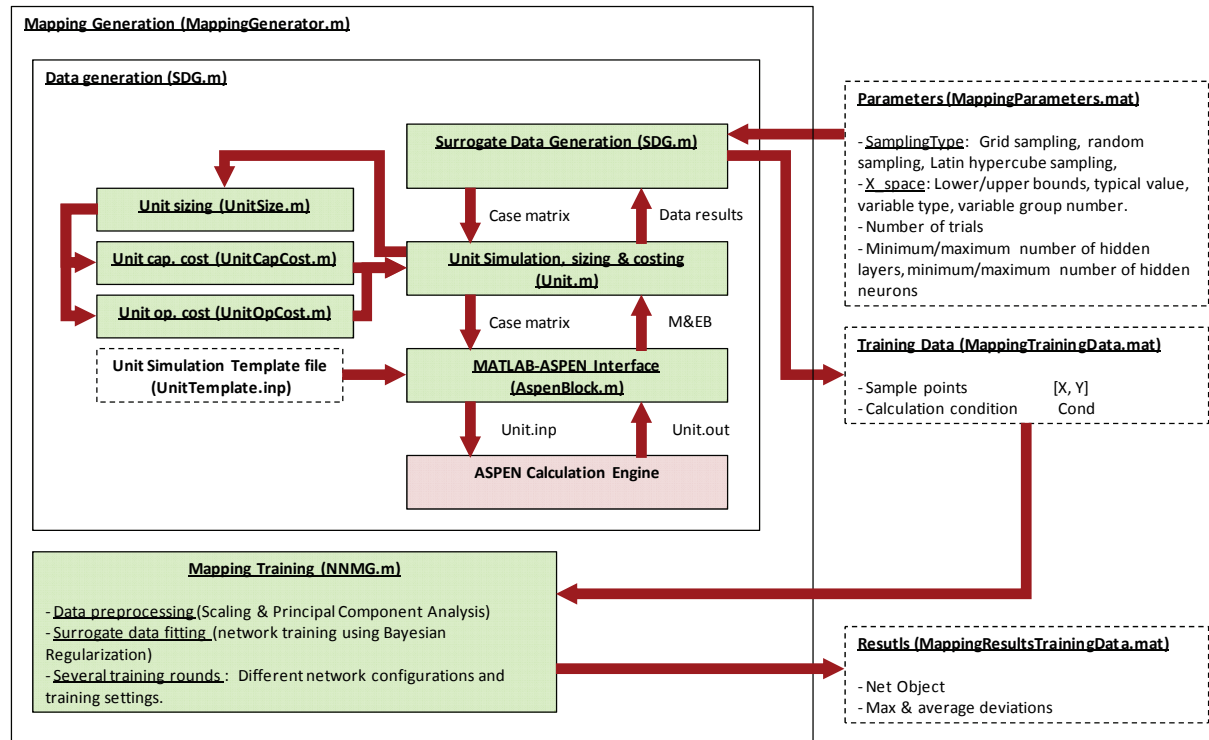 Mapping Generation (MappingGenerator.m)
Data generation (SDG.m)
Surrogate Data Generation (SDG.m)
Unit sizing (UnitSize.m)
Case matrix
Data results
Unit cap. cost (UnitCapCost.m)
Unit Simulation, sizing & costing
(Unit.m)
Unit op. cost (UnitOpCost.m)
Case matrix
M&EB
Unit Simulation Template file
(UnitTemplate.inp)
MATLAB-ASPEN Interface
(AspenBlock.m)
Unit.inp
Unit.out
ASPEN Calculation Engine
Parameters (MappingParameters.mat)
- SamplingType: Grid sampling, random
sampling, Latin hypercube sampling,
- X_space: Lower/upper bounds, typical value,
variable type, variable group number.
- Number of trials
- Minimum/maximum number of hidden
layers, minimum/maximum number of hidden
neurons
Training Data (MappingTrainingData.mat)
- Sample points [X, Y]
- Calculation condition Cond
Mapping Training (NNMG.m)
- Data preprocessing (Scaling & Principal Component Analysis)
- Surrogate data fitting (network training using Bayesian
Regularization)
- Several training rounds : Different network configurations and
training settings.
Resutls (MappingResultsTrainingData.mat)
- Net Object
- Max & average deviations